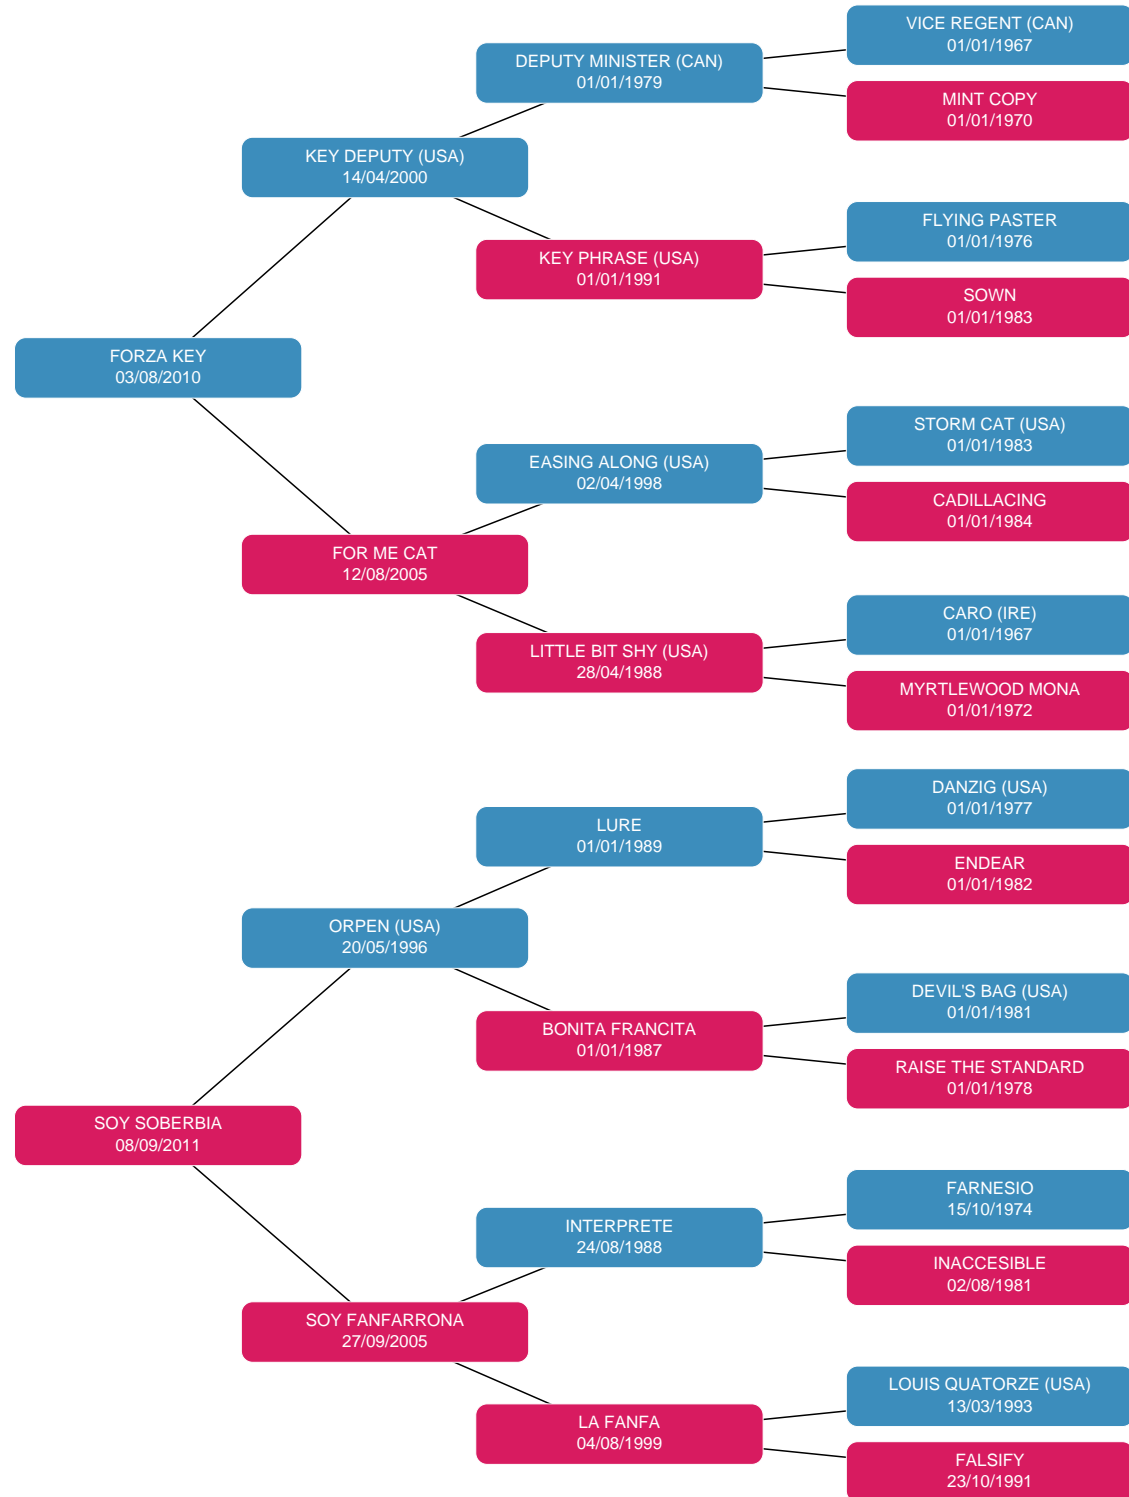 VICE REGENT (CAN)
01/01/1967
DEPUTY MINISTER (CAN)
01/01/1979
MINT COPY
01/01/1970
KEY DEPUTY (USA)
14/04/2000
FLYING PASTER
01/01/1976
KEY PHRASE (USA)
01/01/1991
SOWN
01/01/1983
FORZA KEY
03/08/2010
STORM CAT (USA)
01/01/1983
EASING ALONG (USA)
02/04/1998
CADILLACING
01/01/1984
FOR ME CAT
12/08/2005
CARO (IRE)
01/01/1967
LITTLE BIT SHY (USA)
28/04/1988
MYRTLEWOOD MONA
01/01/1972
DANZIG (USA)
01/01/1977
LURE
01/01/1989
ENDEAR
01/01/1982
ORPEN (USA)
20/05/1996
DEVIL'S BAG (USA)
01/01/1981
BONITA FRANCITA
01/01/1987
RAISE THE STANDARD
01/01/1978
SOY SOBERBIA
08/09/2011
FARNESIO
15/10/1974
INTERPRETE
24/08/1988
INACCESIBLE
02/08/1981
SOY FANFARRONA
27/09/2005
LOUIS QUATORZE (USA)
13/03/1993
LA FANFA
04/08/1999
FALSIFY
23/10/1991